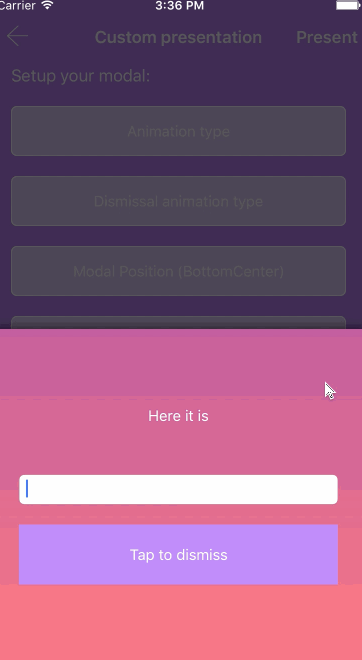 Carrier 3:36 PM
Custom presentation Present
Setup your modal:
Animation type
Dismissal animation type
Modal Position (BottomCenter)
Here it is
Tap to dismiss